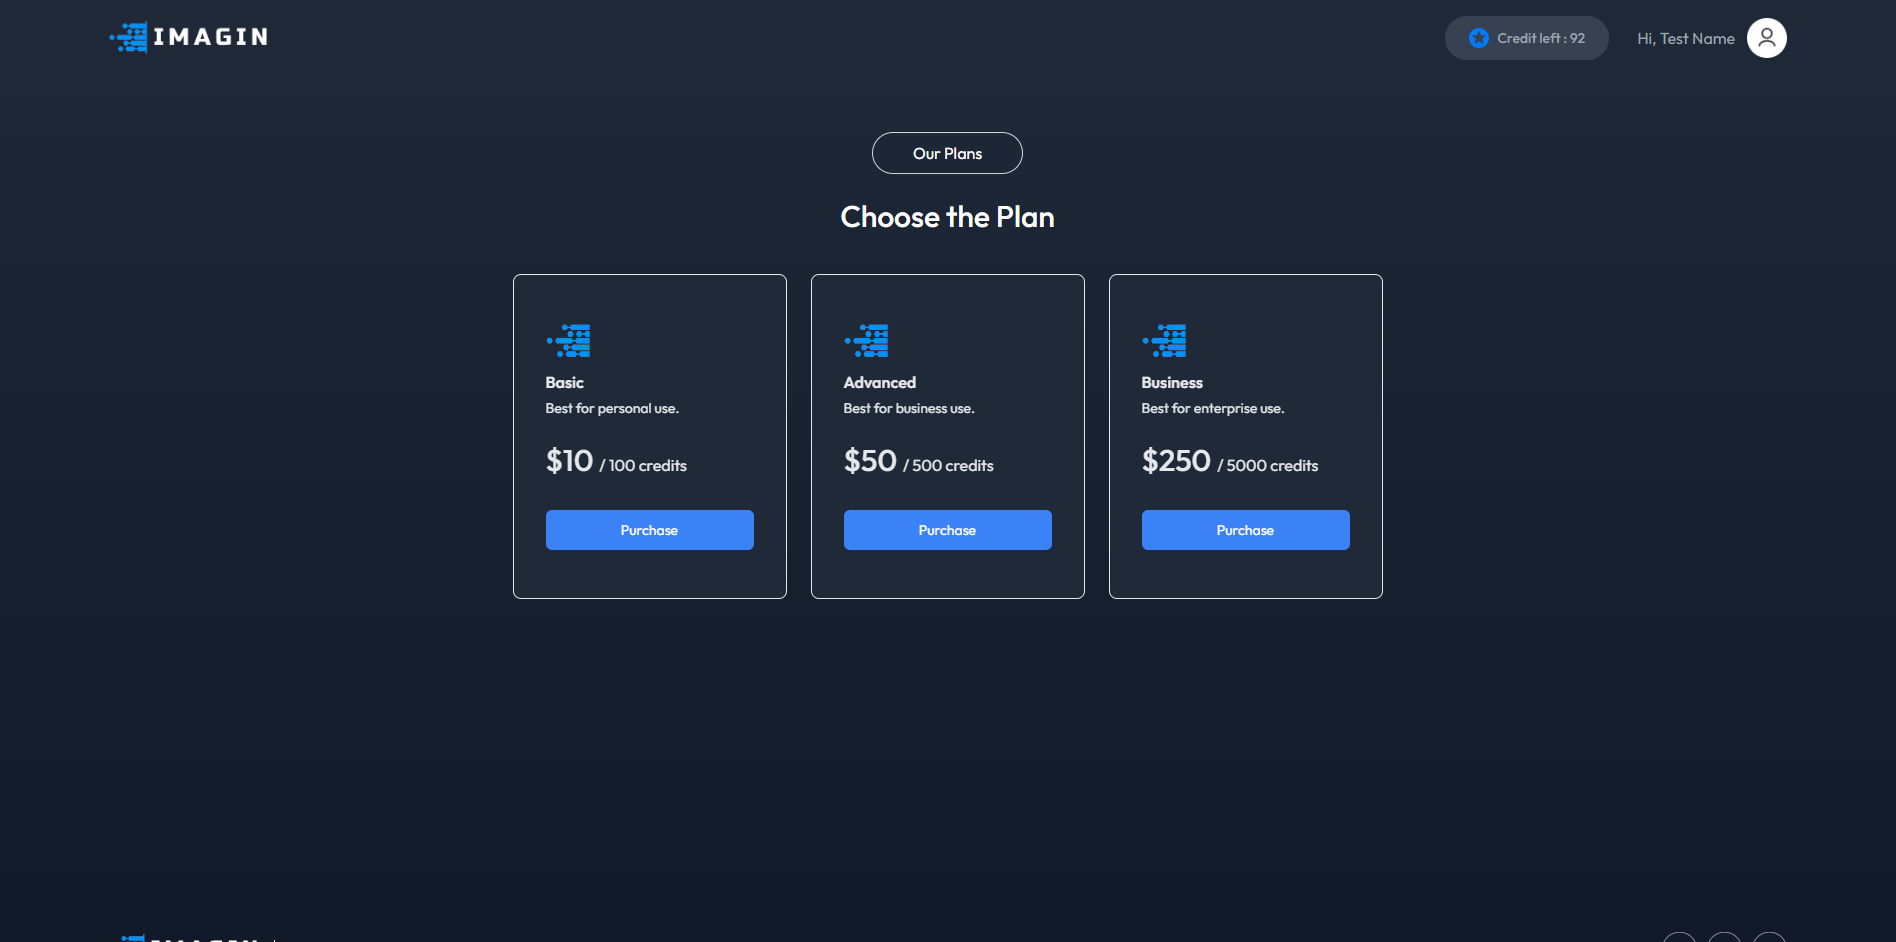 IMAGIN
Credit left : 92
Hi, Test Name
Our Plans
Choose the Plan
Basic
Best for personal use.
$10 / 100 credits
Purchase
Advanced
Best for business use.
$50 / 500 credits
Purchase
Business
Best for enterprise use.
$250 / 5000 credits
Purchase